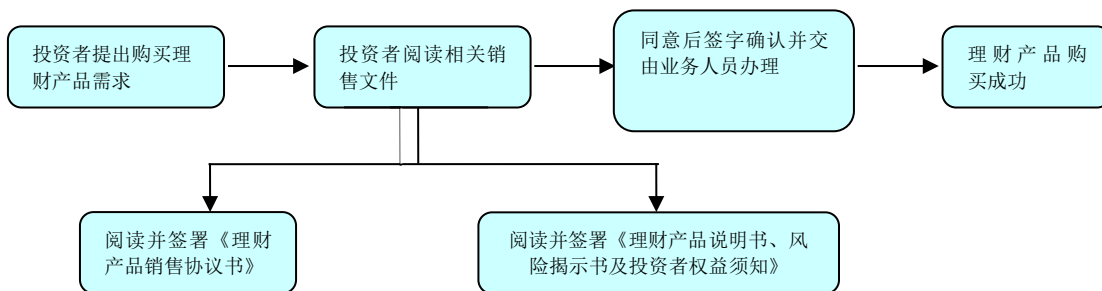 投资者提出购买理
财产品需求
投资者阅读相关销
售文件
同意后签字确认并交
由业务人员办理
理财产品购
买成功
阅读并签署《理财
产品销售协议书》
阅读并签署《理财产品说明书、风
险揭示书及投资者权益须知》